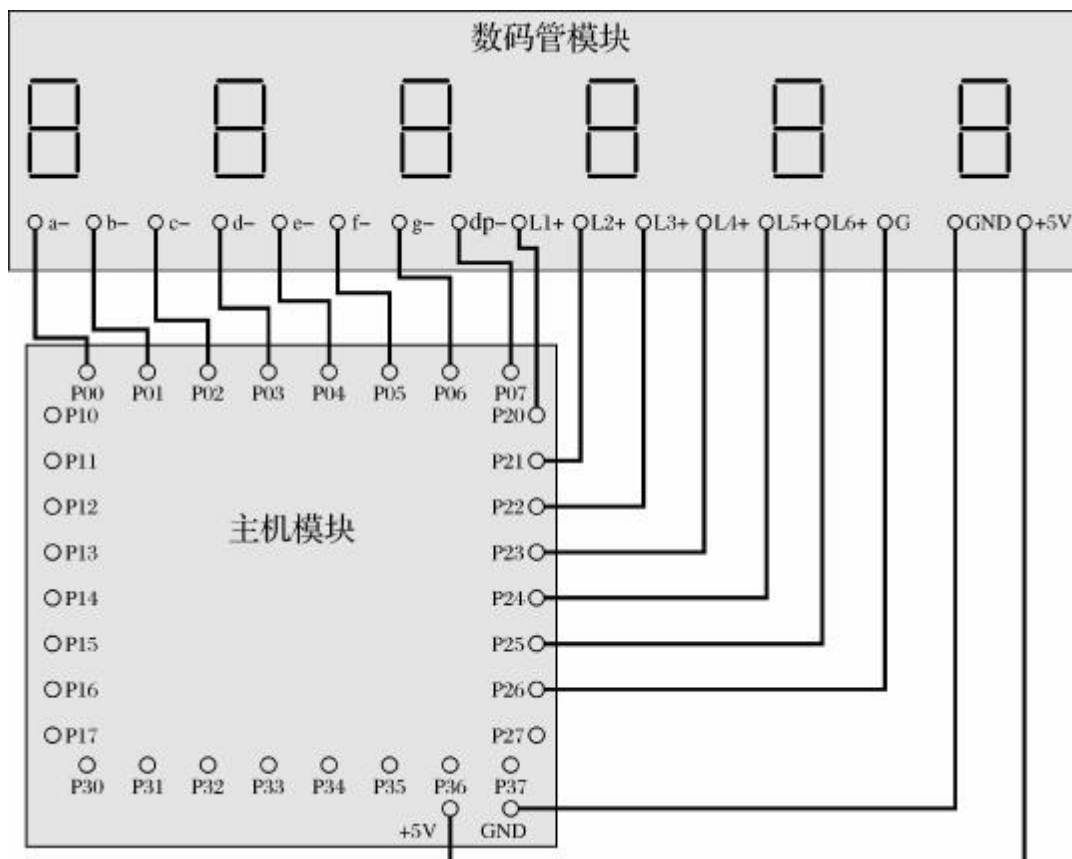 数码管模块
a- b- c- d- e- f- g- dp- L1+ L2+ L3+ L4+ L5+ L6+ G GND +5V
P00 P01 P02 P03 P04 P05 P06 P07
P10 P20
P11 P21
P12 P22
主机模块
P13 P23
P14 P24
P15 P25
P16 P26
P17 P27
P30 P31 P32 P33 P34 P35 P36 P37
+5V GND